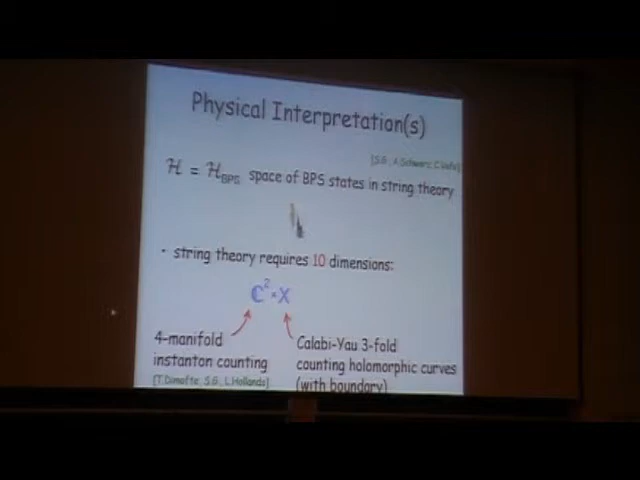 Physical Interpretation(s)
[S.G., A.Schwarz, C.Vafa]
ℋ = ℋ_BPS space of BPS states in string theory
• string theory requires 10 dimensions:
ℂ² × X
4-manifold
instanton counting
[T.Dimofte, S.G., L.Hollands]
Calabi-Yau 3-fold
counting holomorphic curves
(with boundary)